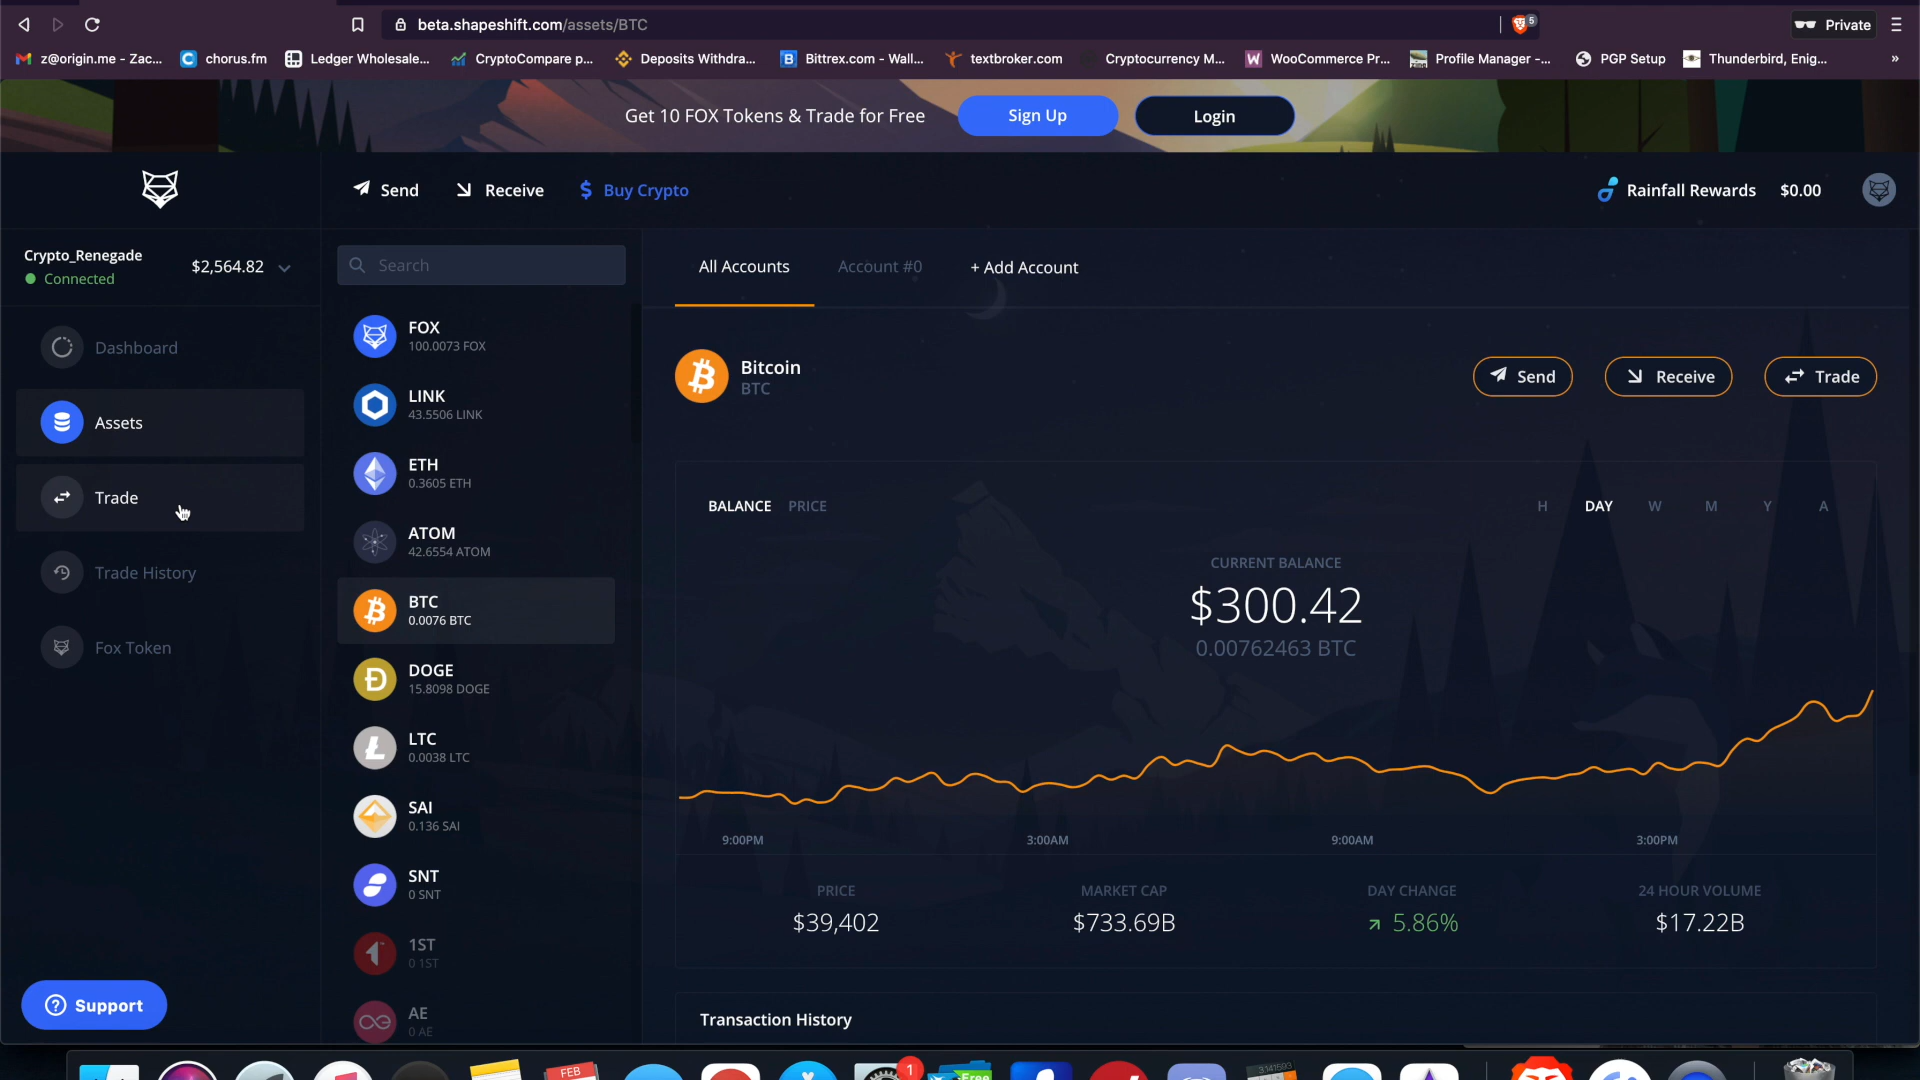 beta.shapeshift.com/assets/BTC
5
Private
z@origin.me - Zac...
chorus.fm
Ledger Wholesale...
CryptoCompare p...
Deposits Withdra...
Bittrex.com - Wall...
textbroker.com
Cryptocurrency M...
WooCommerce Pr...
Profile Manager -...
PGP Setup
Thunderbird, Enig...
»
Get 10 FOX Tokens & Trade for Free
Sign Up
Login
Send
Receive
$ Buy Crypto
Rainfall Rewards
$0.00
Crypto_Renegade
Connected
$2,564.82
Dashboard
Assets
Trade
Trade History
Fox Token
Support
Search
FOX
100.0073 FOX
LINK
43.5506 LINK
ETH
0.3605 ETH
ATOM
42.6554 ATOM
BTC
0.0076 BTC
DOGE
15.8098 DOGE
LTC
0.0038 LTC
SAI
0.136 SAI
SNT
0 SNT
1ST
0 1ST
AE
0 AE
All Accounts
Account #0
+ Add Account
Bitcoin
BTC
Send
Receive
Trade
BALANCE
PRICE
H
DAY
W
M
Y
A
CURRENT BALANCE
$300.42
0.00762463 BTC
9:00PM
3:00AM
9:00AM
3:00PM
PRICE
$39,402
MARKET CAP
$733.69B
DAY CHANGE
5.86%
24 HOUR VOLUME
$17.22B
Transaction History
FEB
1
Free
3.141593